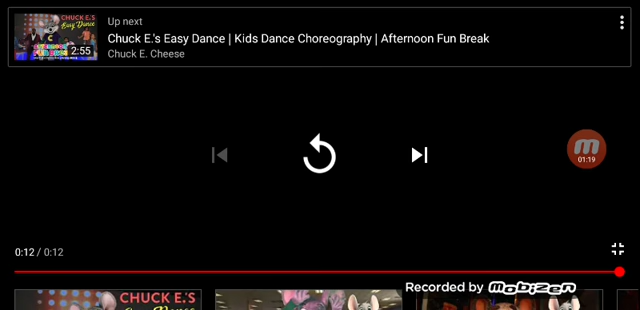 CHUCK E.'S
Easy Dance
2:55
Up next
Chuck E.'s Easy Dance | Kids Dance Choreography | Afternoon Fun Break
Chuck E. Cheese
01:19
0:12 / 0:12
Recorded by Mobizen
CHUCK E.'S